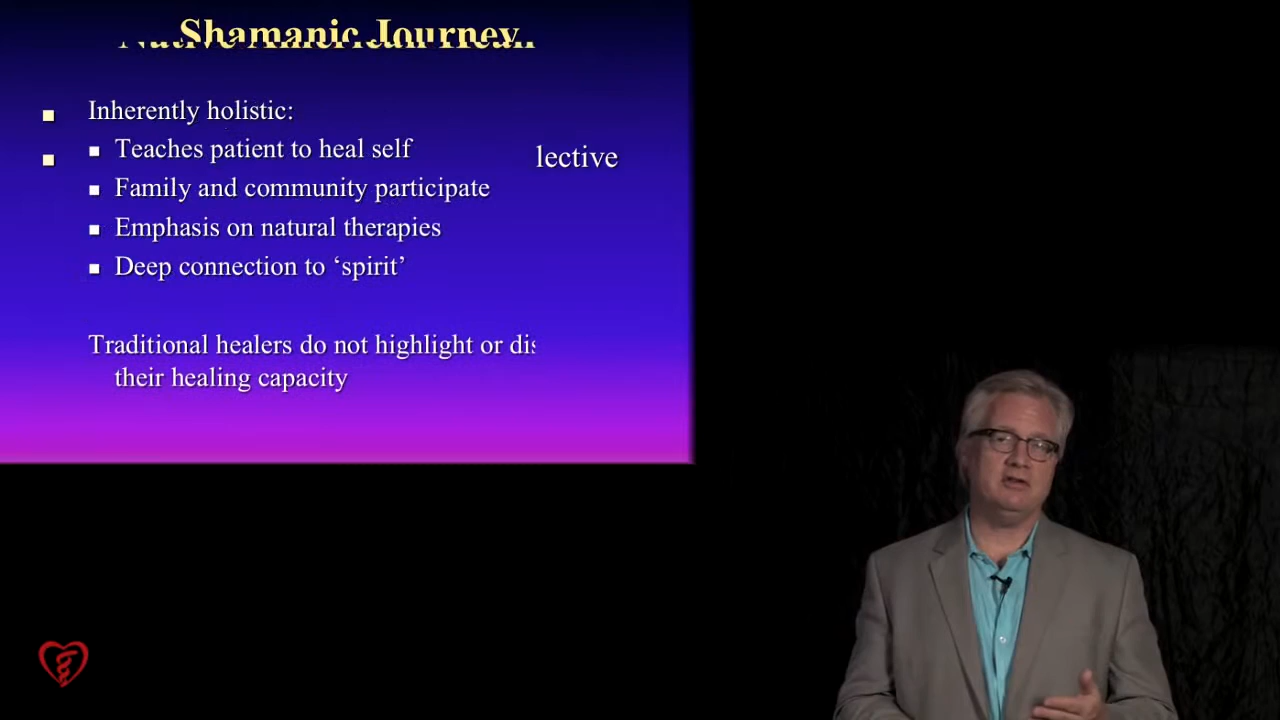 Shamanic Journey
Inherently holistic:
Teaches patient to heal self
lective
Family and community participate
Emphasis on natural therapies
Deep connection to ‘spirit’
Traditional healers do not highlight or
their healing capacity